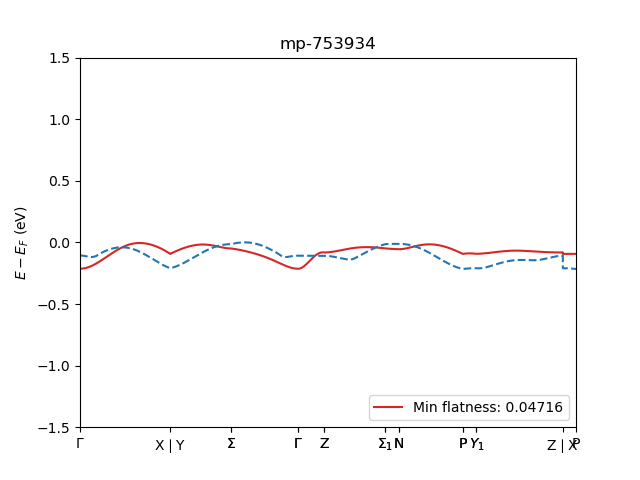 mp-753934
1.5
1.0
0.5
0.0
−0.5
−1.0
−1.5
E − E_F (eV)
Min flatness: 0.04716
Γ X | Y Σ Γ Z Σ₁ N P Y₁ Z | X P